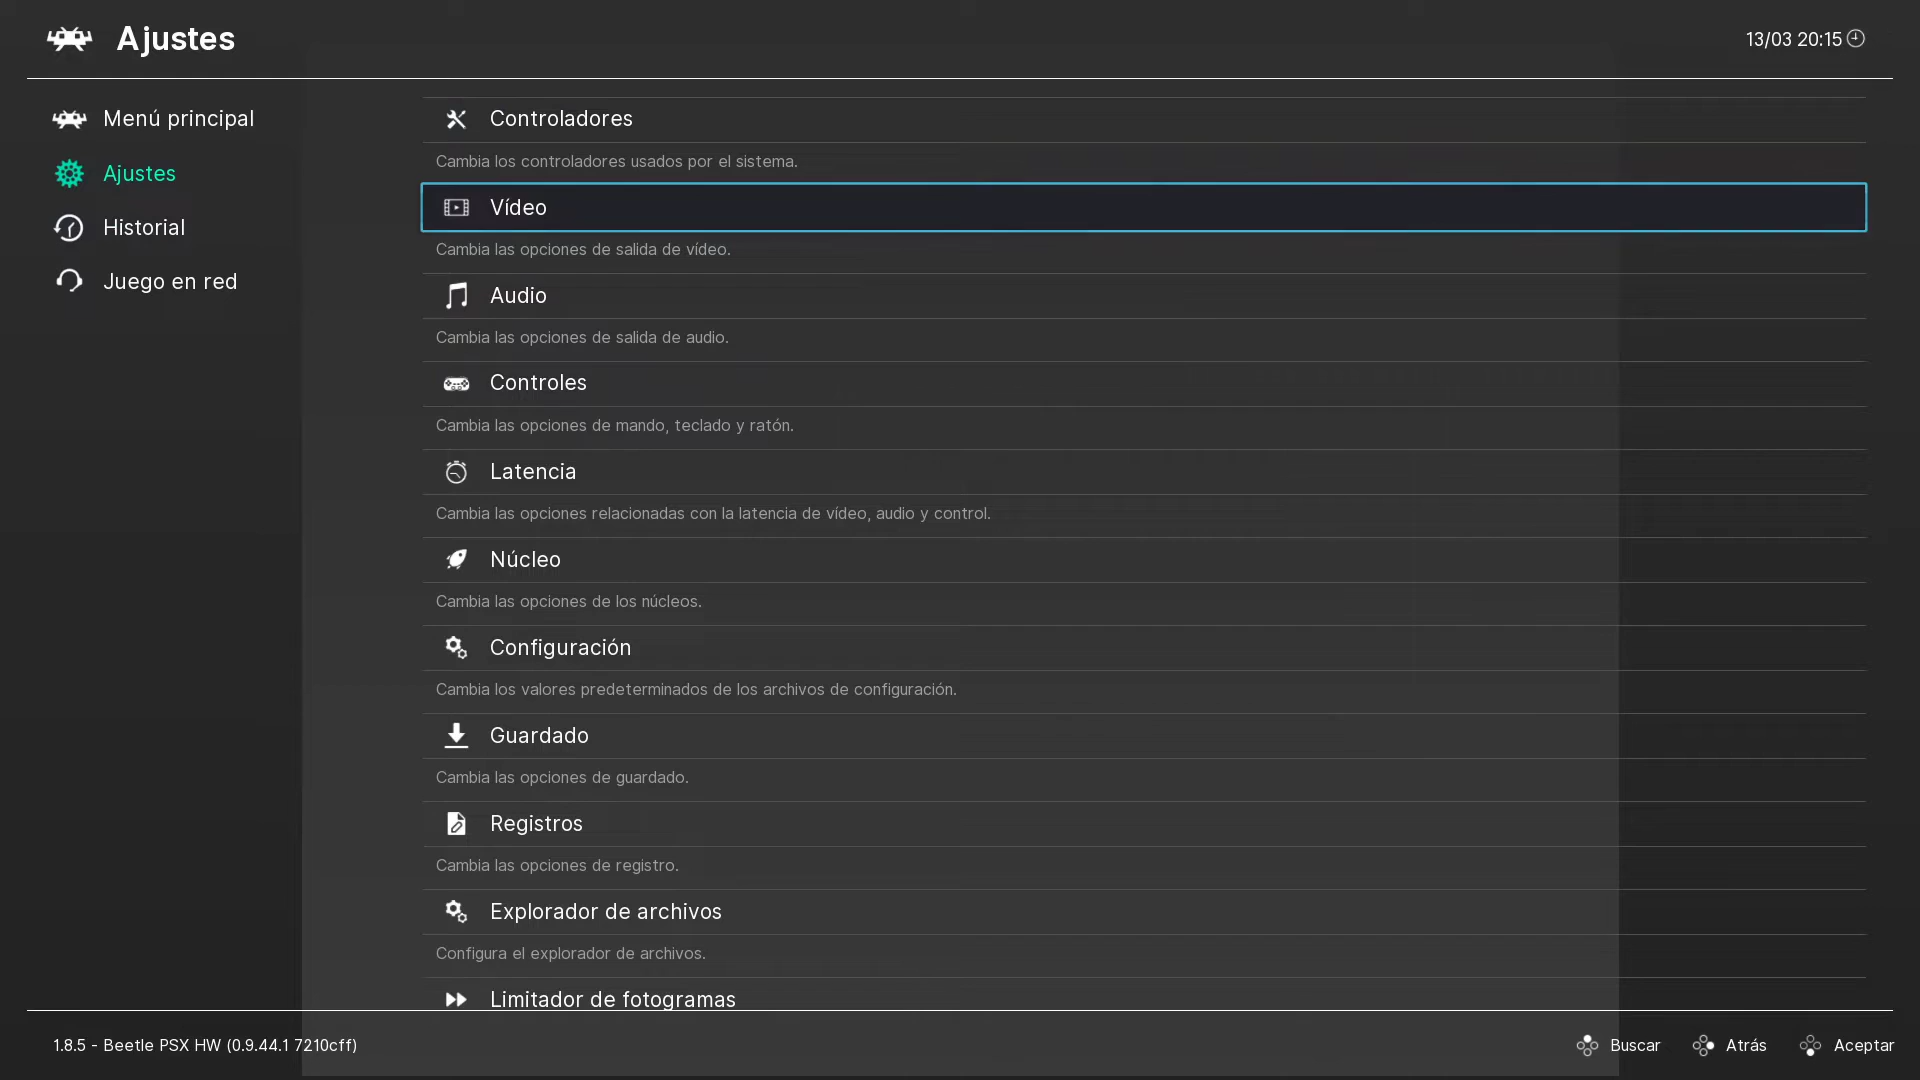 Ajustes
13/03 20:15
Menú principal
Ajustes
Historial
Juego en red
Controladores
Cambia los controladores usados por el sistema.
Vídeo
Cambia las opciones de salida de vídeo.
Audio
Cambia las opciones de salida de audio.
Controles
Cambia las opciones de mando, teclado y ratón.
Latencia
Cambia las opciones relacionadas con la latencia de vídeo, audio y control.
Núcleo
Cambia las opciones de los núcleos.
Configuración
Cambia los valores predeterminados de los archivos de configuración.
Guardado
Cambia las opciones de guardado.
Registros
Cambia las opciones de registro.
Explorador de archivos
Configura el explorador de archivos.
Limitador de fotogramas
1.8.5 - Beetle PSX HW (0.9.44.1 7210cff)
Buscar
Atrás
Aceptar